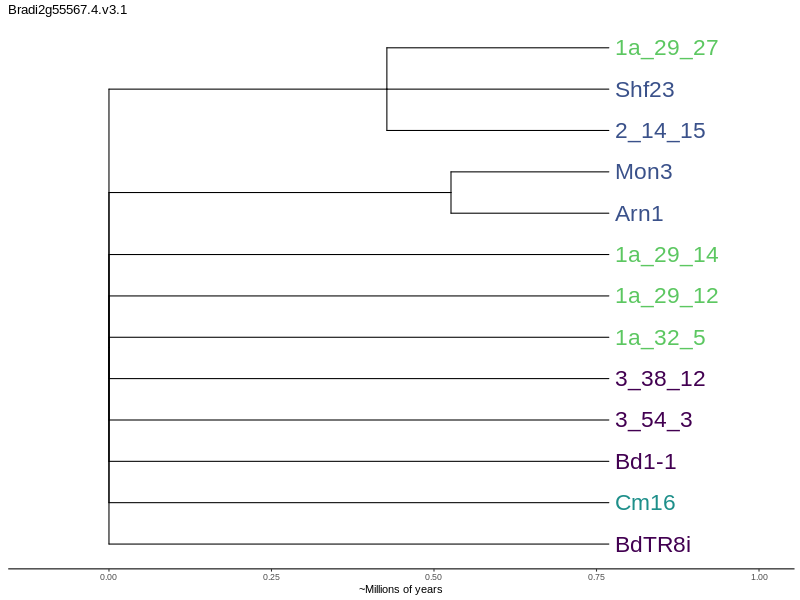 Bradi2g55567.4.v3.1
1a_29_27
Shf23
2_14_15
Mon3
Arn1
1a_29_14
1a_29_12
1a_32_5
3_38_12
3_54_3
Bd1-1
Cm16
BdTR8i
0.00 0.25 0.50 0.75 1.00
~Millions of years